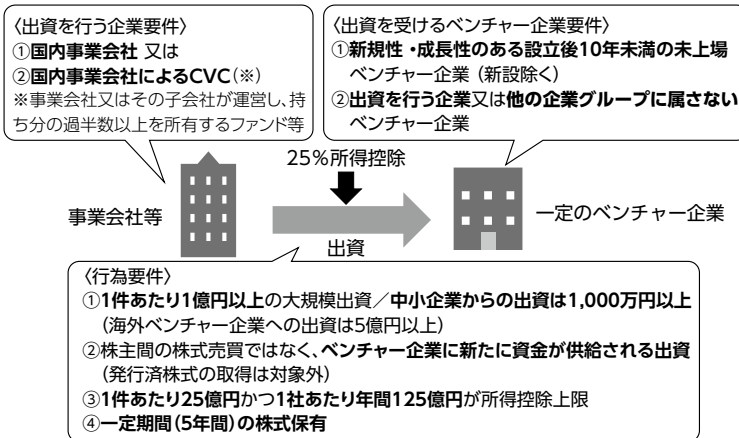 〈出資を行う企業要件〉
①国内事業会社 又は
②国内事業会社によるCVC(※)
※事業会社又はその子会社が運営し、持
ち分の過半数以上を所有するファンド等
〈出資を受けるベンチャー企業要件〉
①新規性・成長性のある設立後10年未満の未上場
ベンチャー企業（新設除く）
②出資を行う企業又は他の企業グループに属さない
ベンチャー企業
25％所得控除
事業会社等
出資
一定のベンチャー企業
〈行為要件〉
①1件あたり1億円以上の大規模出資／中小企業からの出資は1,000万円以上
（海外ベンチャー企業への出資は5億円以上）
②株主間の株式売買ではなく、ベンチャー企業に新たに資金が供給される出資
（発行済株式の取得は対象外）
③1件あたり25億円かつ1社あたり年間125億円が所得控除上限
④一定期間（5年間）の株式保有